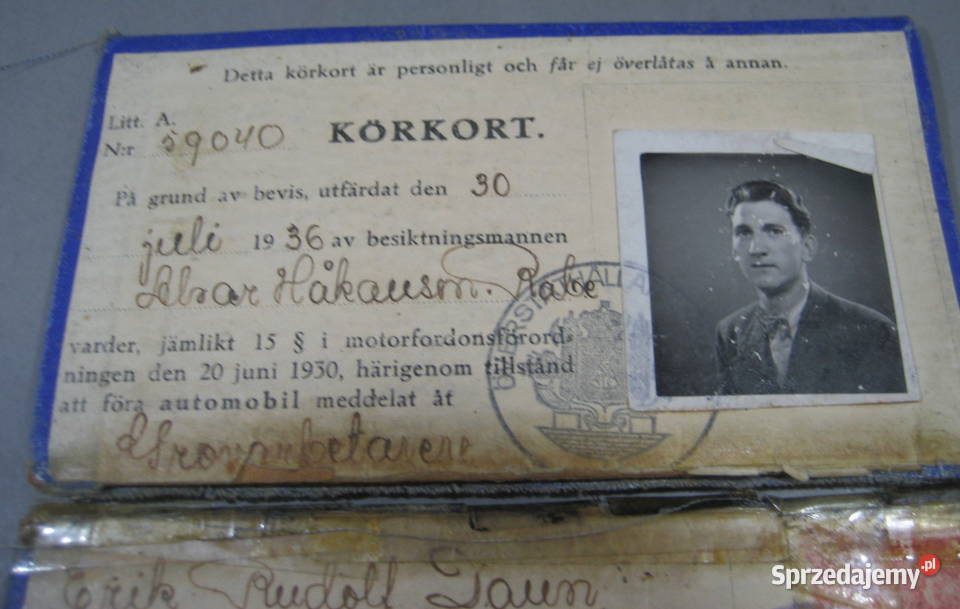 Detta körkort är personligt och får ej överlåtas å annan.
Litt. A.
N:r 59040
KÖRKORT.
På grund av bevis, utfärdat den 30
juli 1936 av besiktningsmannen
Håkanson. Rabe
varder, jämlikt 15 § i motorfordonsförord-
ningen den 20 juni 1930, härigenom tillstånd
att föra automobil meddelat åt
Erik Rudolf
Sprzedajemy.pl